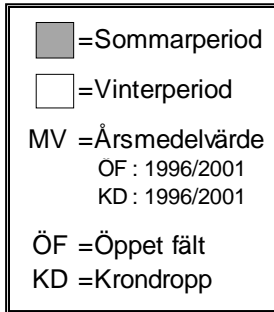 =Sommarperiod
=Vinterperiod
MV =Årsmedelvärde
ÖF : 1996/2001
KD : 1996/2001
ÖF =Öppet fält
KD =Krondropp